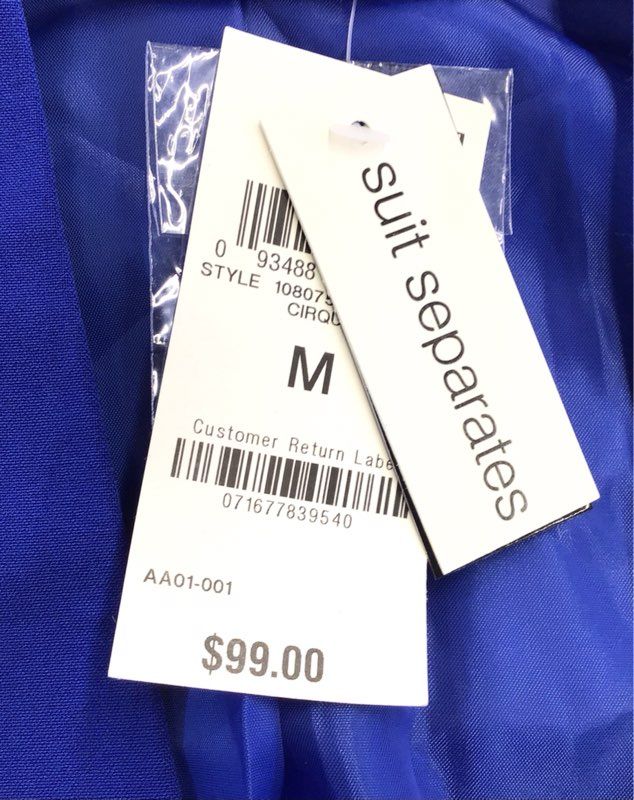 0 93488
STYLE 10807
CIRQU
M
Customer Return Labe
071677839540
AA01-001
$99.00
suit separates